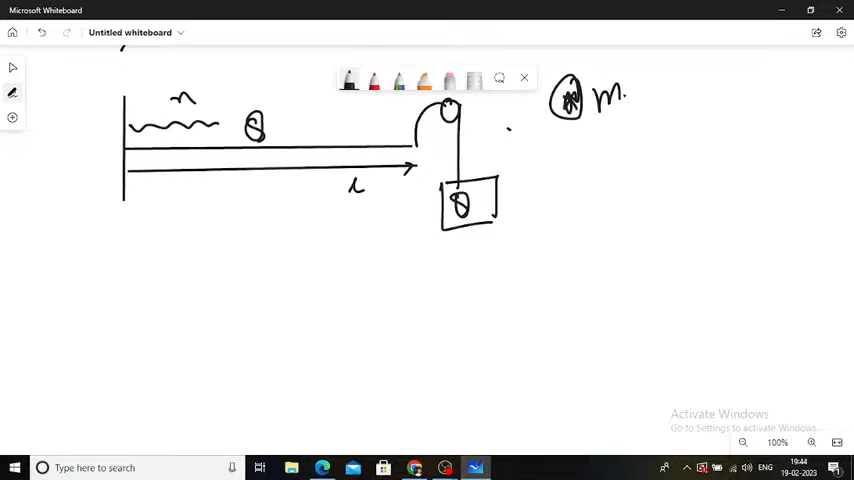 Microsoft Whiteboard
Untitled whiteboard
m.
Activate Windows
Go to Settings to activate Windows.
100%
Type here to search
ENG
19:44
19-02-2023